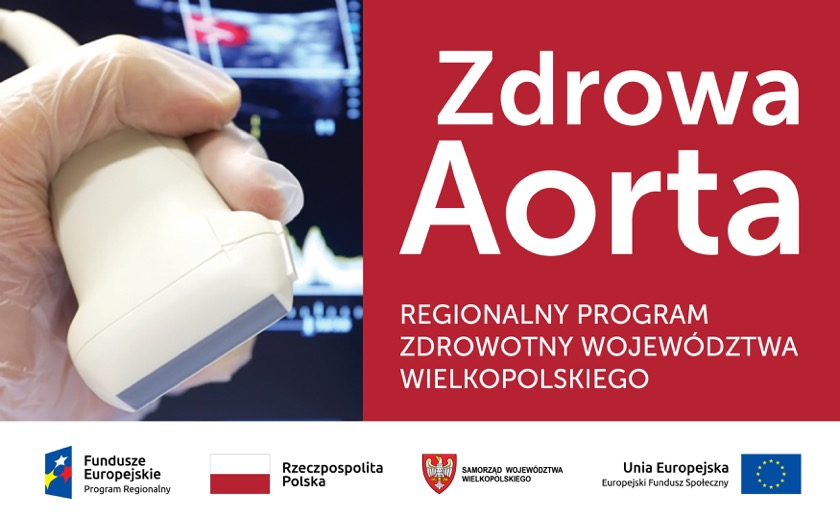 Zdrowa
Aorta
REGIONALNY PROGRAM
ZDROWOTNY WOJEWÓDZTWA
WIELKOPOLSKIEGO
Fundusze
Europejskie
Program Regionalny
Rzeczpospolita
Polska
SAMORZĄD WOJEWÓDZTWA
WIELKOPOLSKIEGO
Unia Europejska
Europejski Fundusz Społeczny